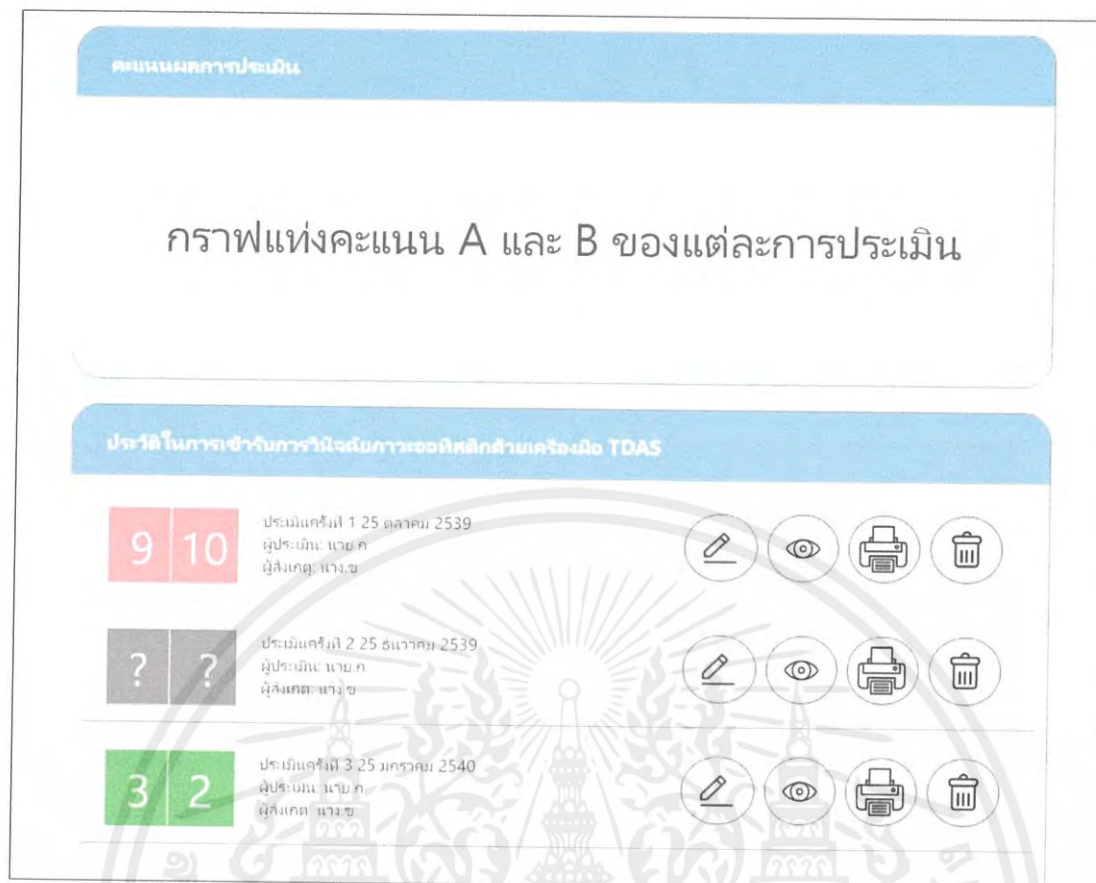 คะแนนผลการประเมิน
กราฟแท่งคะแนน A และ B ของแต่ละการประเมิน
ประวัติในการเข้ารับการวินิจฉัยภาวะออทิสติกด้วยเครื่องมือ TDAS
9 10
ประเมินครั้งที่ 1 25 ตุลาคม 2539
ผู้ประเมิน: นาย.ก
ผู้สังเกต: นาง.ข
? ?
ประเมินครั้งที่ 2 25 ธันวาคม 2539
ผู้ประเมิน: นาย.ก
ผู้สังเกต: นาง.ข
3 2
ประเมินครั้งที่ 3 25 มกราคม 2540
ผู้ประเมิน: นาย.ก
ผู้สังเกต: นาง.ข